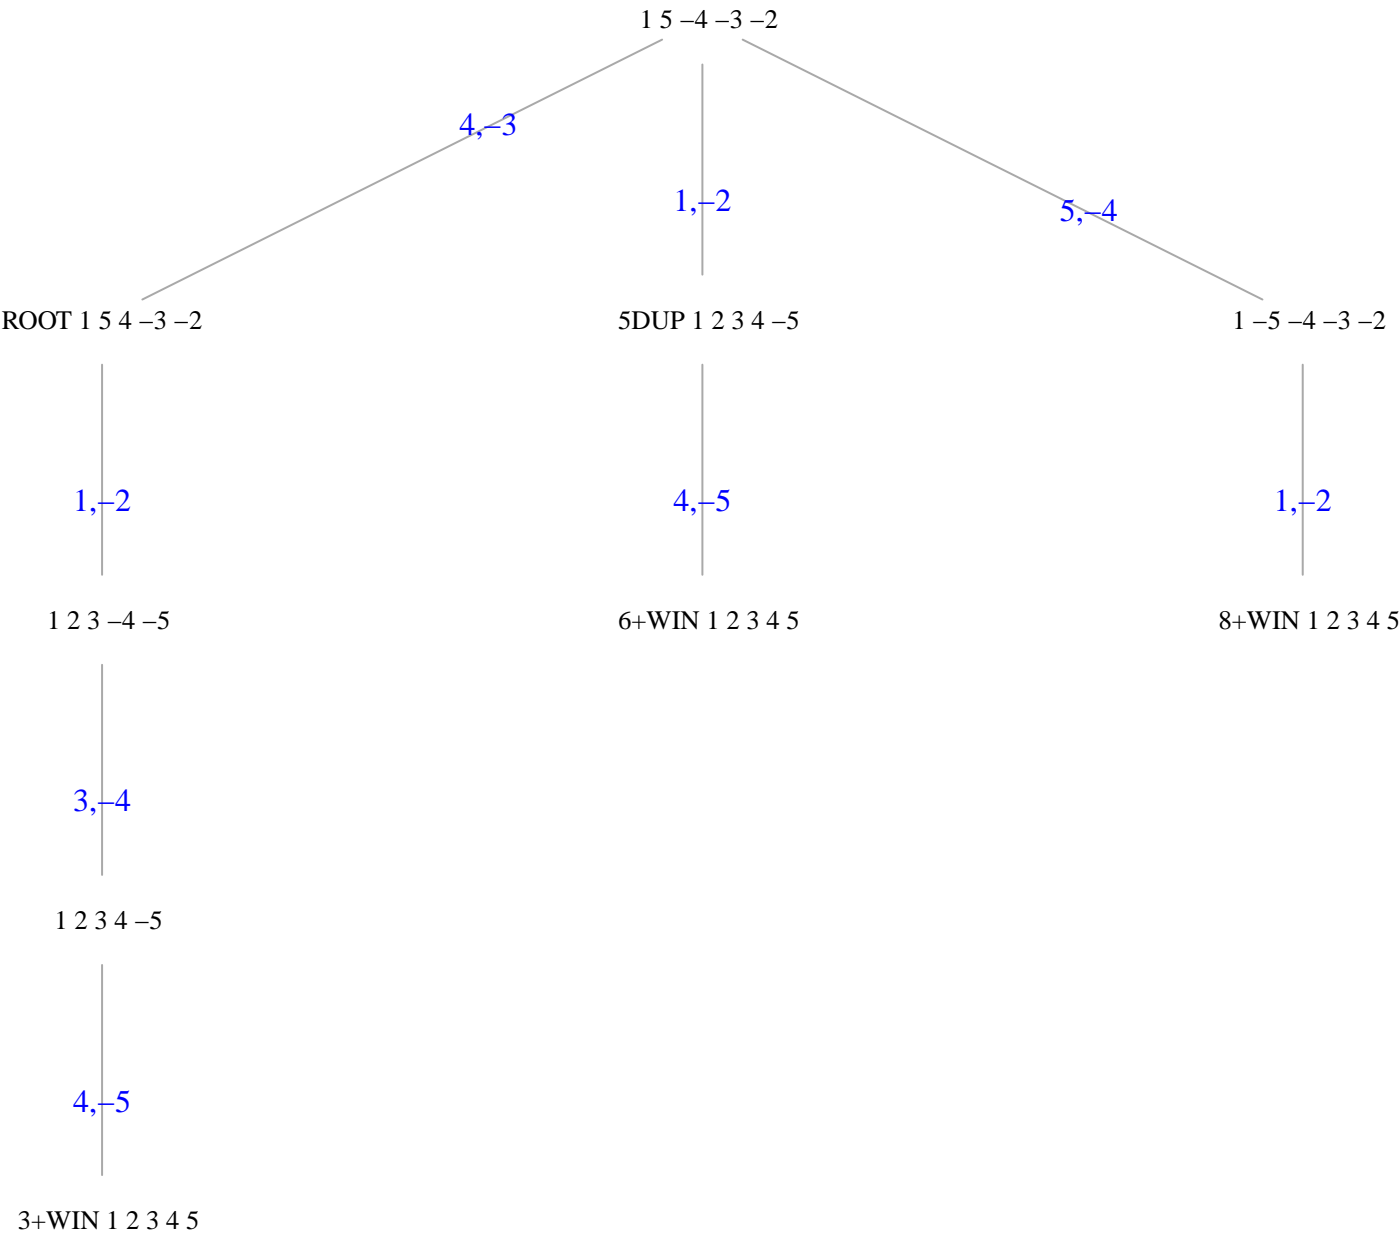 1 5 –4 –3 –2
4,–3
1,–2
5,–4
ROOT 1 5 4 –3 –2
5DUP 1 2 3 4 –5
1 –5 –4 –3 –2
1,–2
4,–5
1,–2
1 2 3 –4 –5
6+WIN 1 2 3 4 5
8+WIN 1 2 3 4 5
3,–4
1 2 3 4 –5
4,–5
3+WIN 1 2 3 4 5